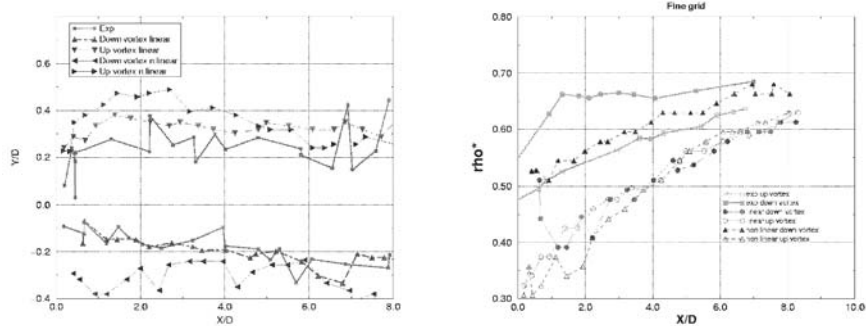 Fine grid
Exp
Down vortex linear
Up vortex linear
Down vortex n linear
Up vortex n linear
0.6
0.4
0.2
0.0
-0.2
0.4
Y/D
0.0
2.0
4.0
6.0
8.0
X/D
0.80
0.70
0.60
0.50
0.40
0.30
rho*
exp up vortex
exp down vortex
linear down vortex
linear up vortex
non linear down vortex
non linear up vortex
0.0
2.0
4.0
6.0
8.0
10.0
X/D